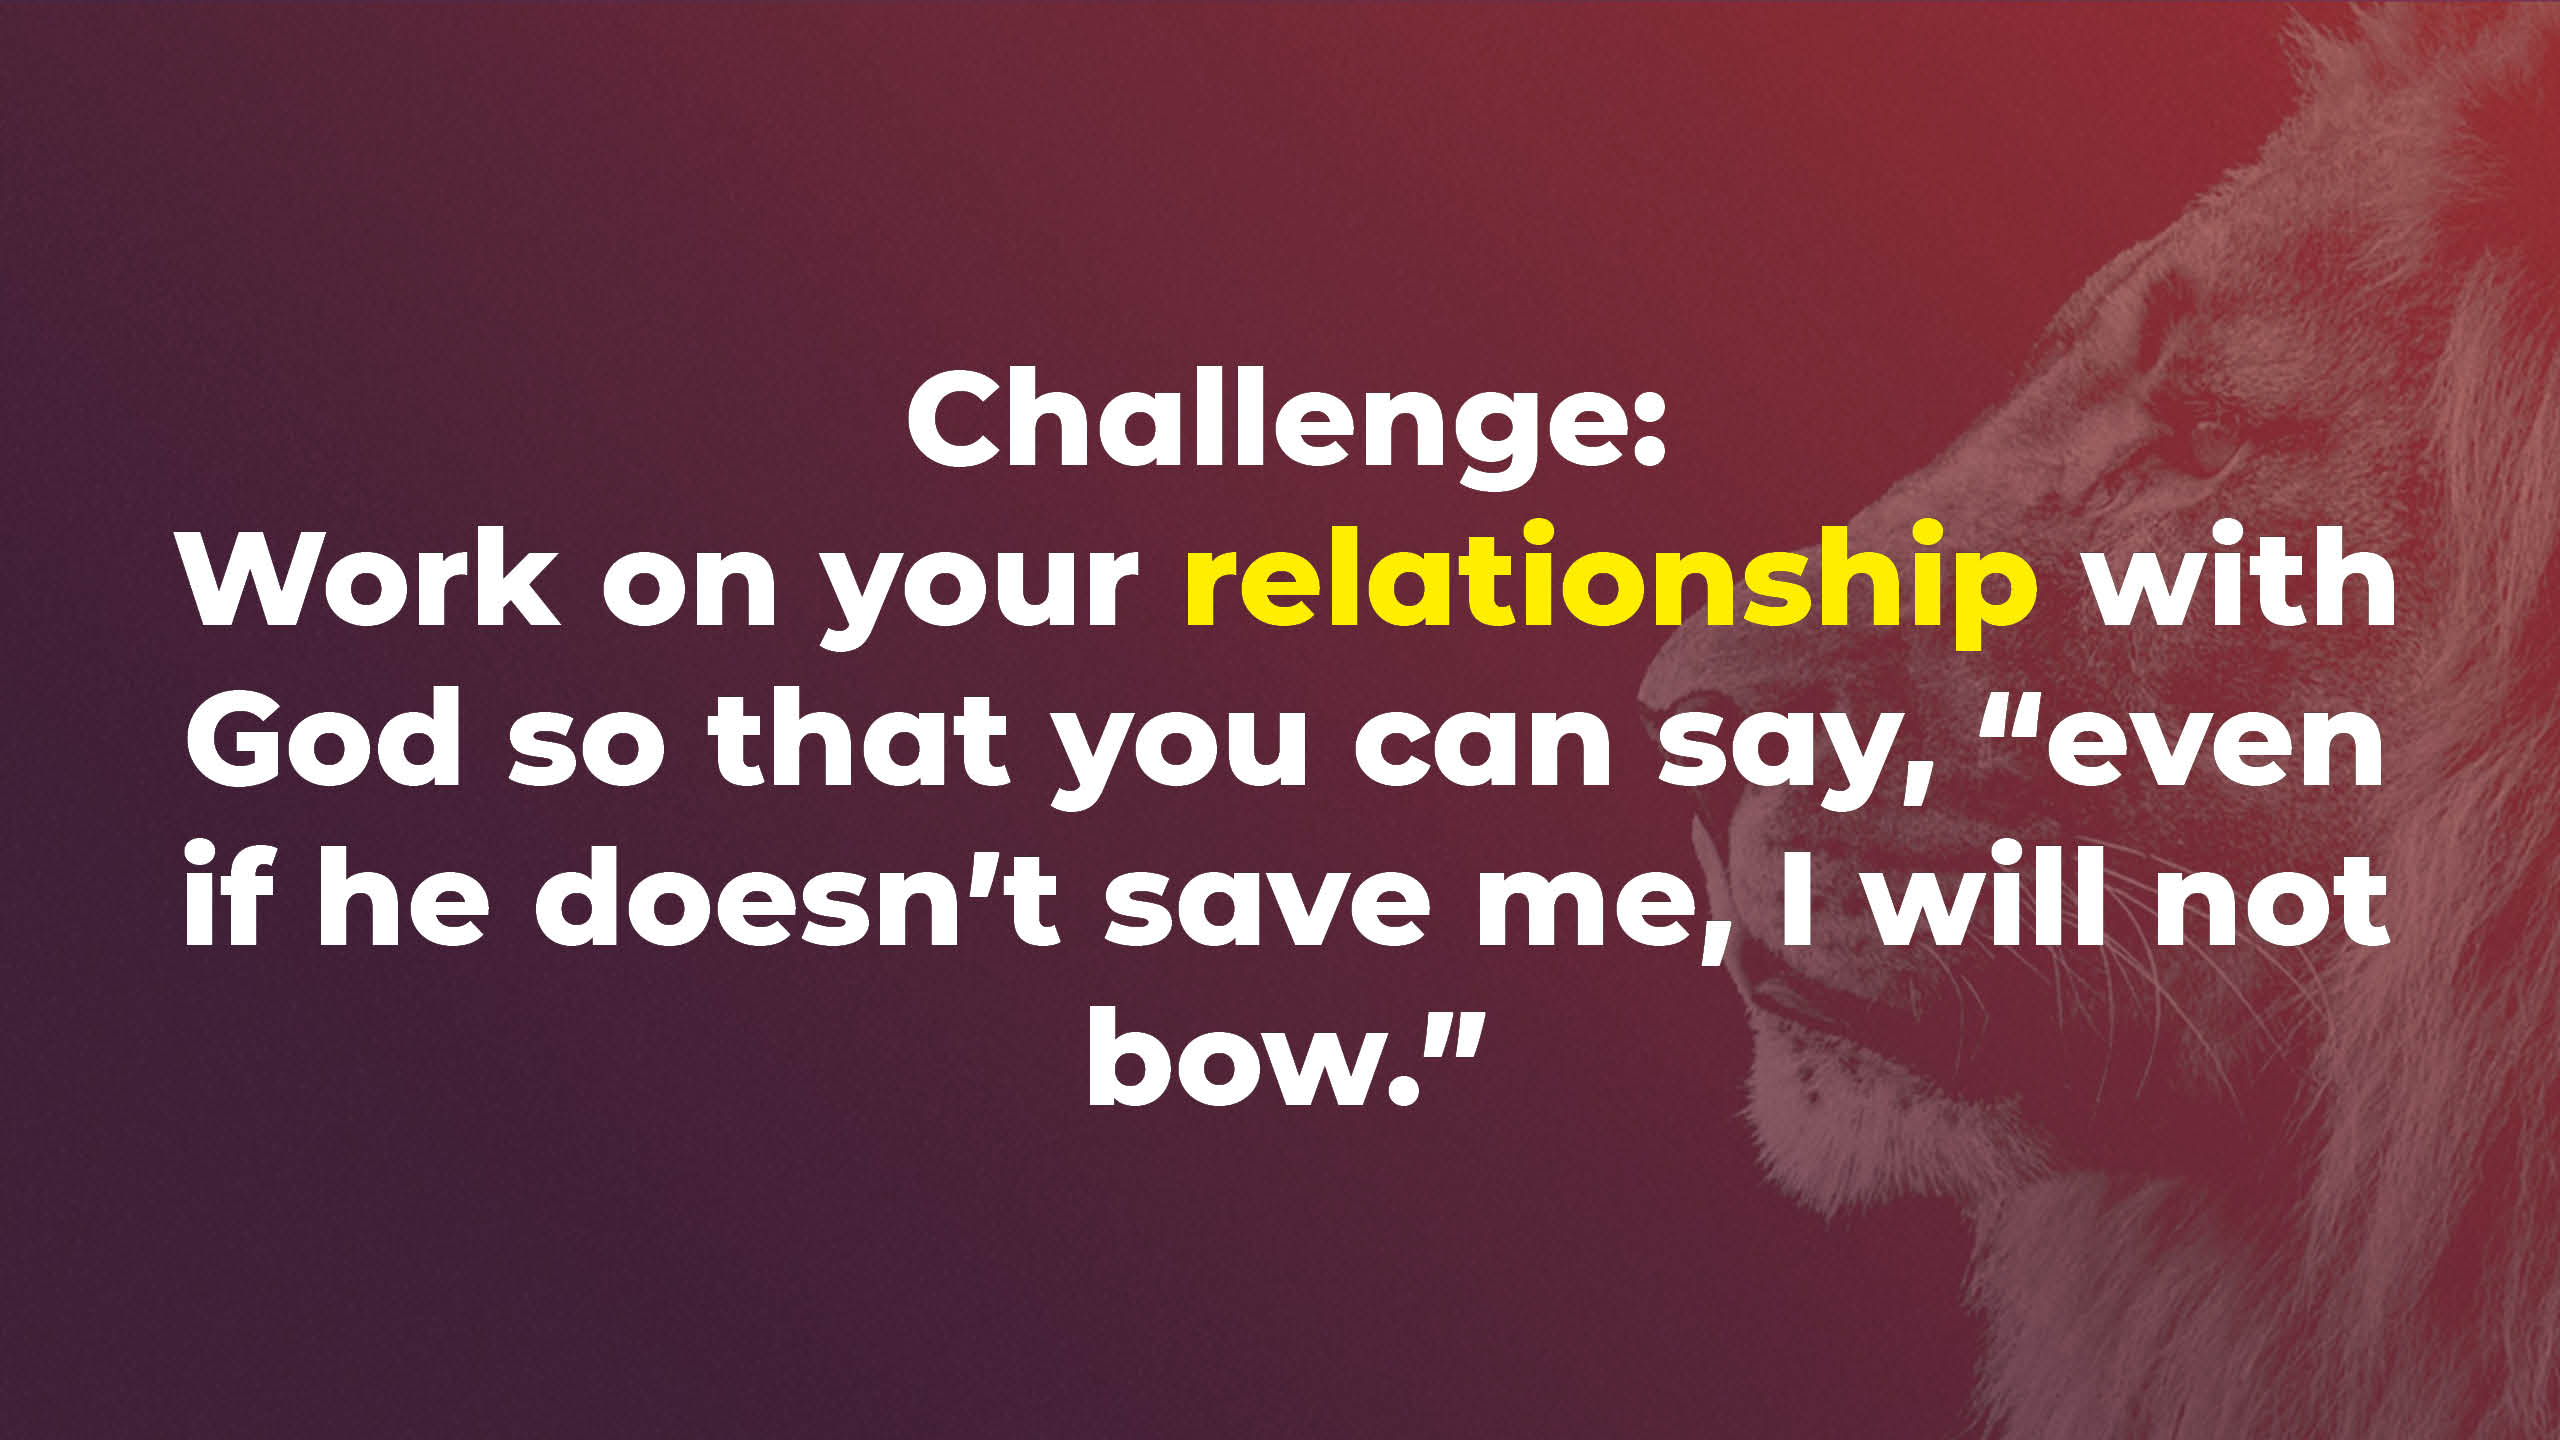 Challenge:
Work on your relationship with
God so that you can say, “even
if he doesn’t save me, I will not
bow.”